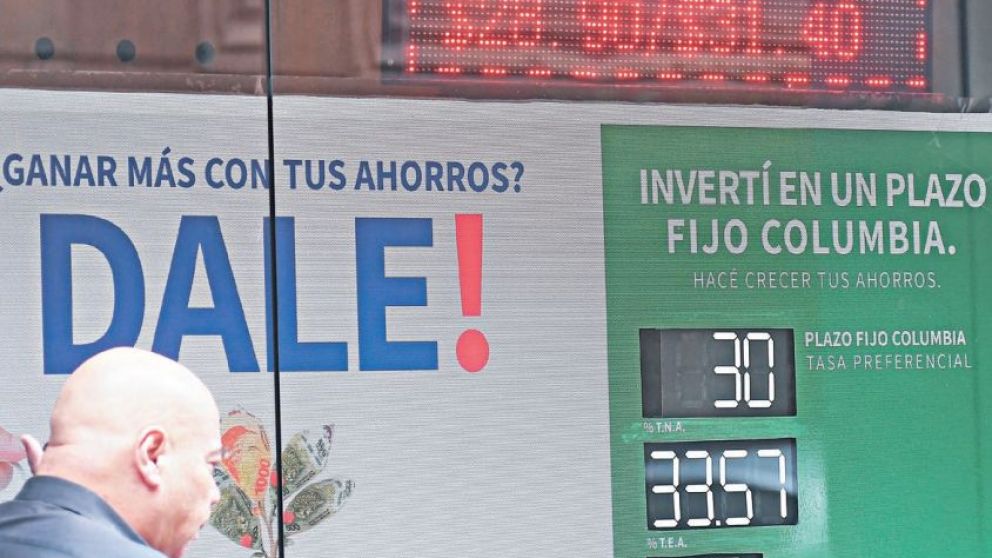 ¿GANAR MÁS CON TUS AHORROS?
DALE!
INVERTÍ EN UN PLAZO
FIJO COLUMBIA.
HACÉ CRECER TUS AHORROS.
30
PLAZO FIJO COLUMBIA
TASA PREFERENCIAL
% T.N.A.
33.57
% T.E.A.